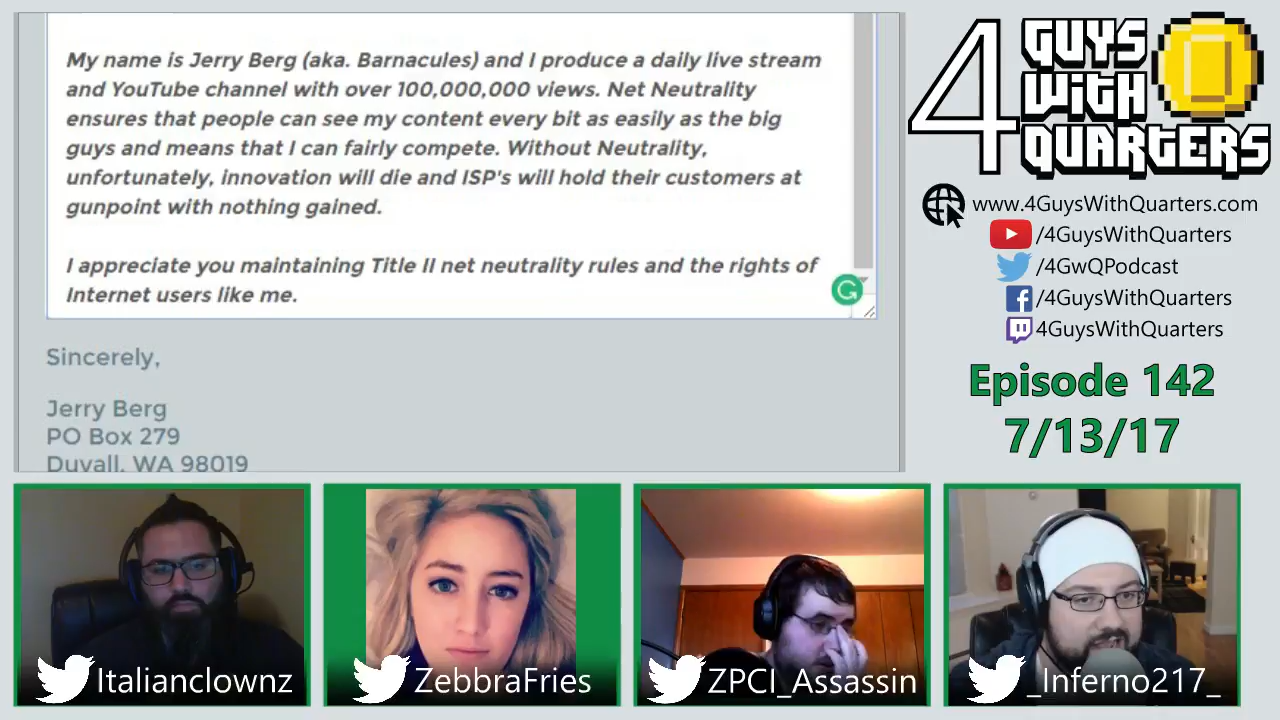 My name is Jerry Berg (aka. Barnacules) and I produce a daily live stream
and YouTube channel with over 100,000,000 views. Net Neutrality
ensures that people can see my content every bit as easily as the big
guys and means that I can fairly compete. Without Neutrality,
unfortunately, innovation will die and ISP's will hold their customers at
gunpoint with nothing gained.
I appreciate you maintaining Title II net neutrality rules and the rights of
Internet users like me.
Sincerely,
Jerry Berg
PO Box 279
Duvall, WA 98019
4 GUYS
WITH
QUARTERS
www.4GuysWithQuarters.com
/4GuysWithQuarters
/4GwQPodcast
/4GuysWithQuarters
4GuysWithQuarters
Episode 142
7/13/17
Italianclownz
ZebbraFries
ZPCI_Assassin
_Inferno217_